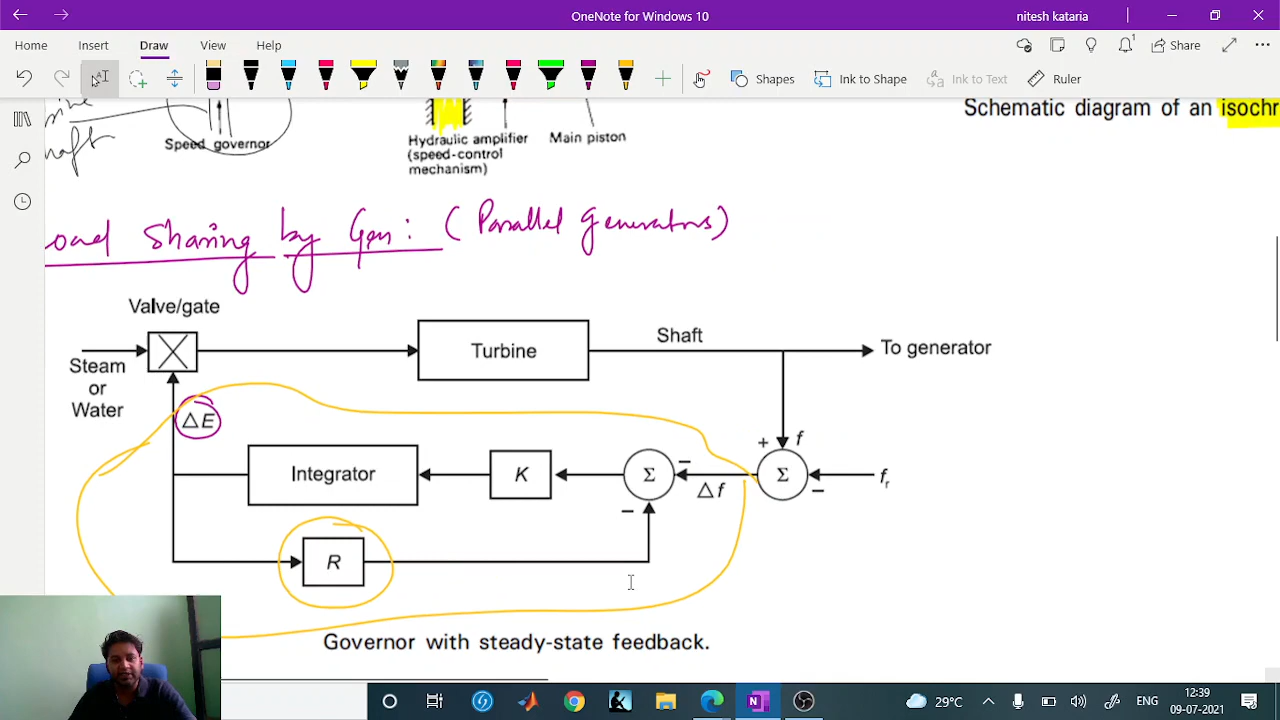 OneNote for Windows 10
nitesh kataria
Home Insert Draw View Help
Share
Shapes Ink to Shape Ink to Text Ruler
Schematic diagram of an isochr
Speed governor
Hydraulic amplifier
(speed-control
mechanism)
Main piston
oad Sharing by Gen: (Parallel Generators)
Valve/gate
Steam
or
Water
Turbine
Shaft
To generator
△E
+ f
Integrator
K
Σ
−
△f
Σ
−
fr
−
R
Governor with steady-state feedback.
29°C
ENG
12:39
09-07-2021